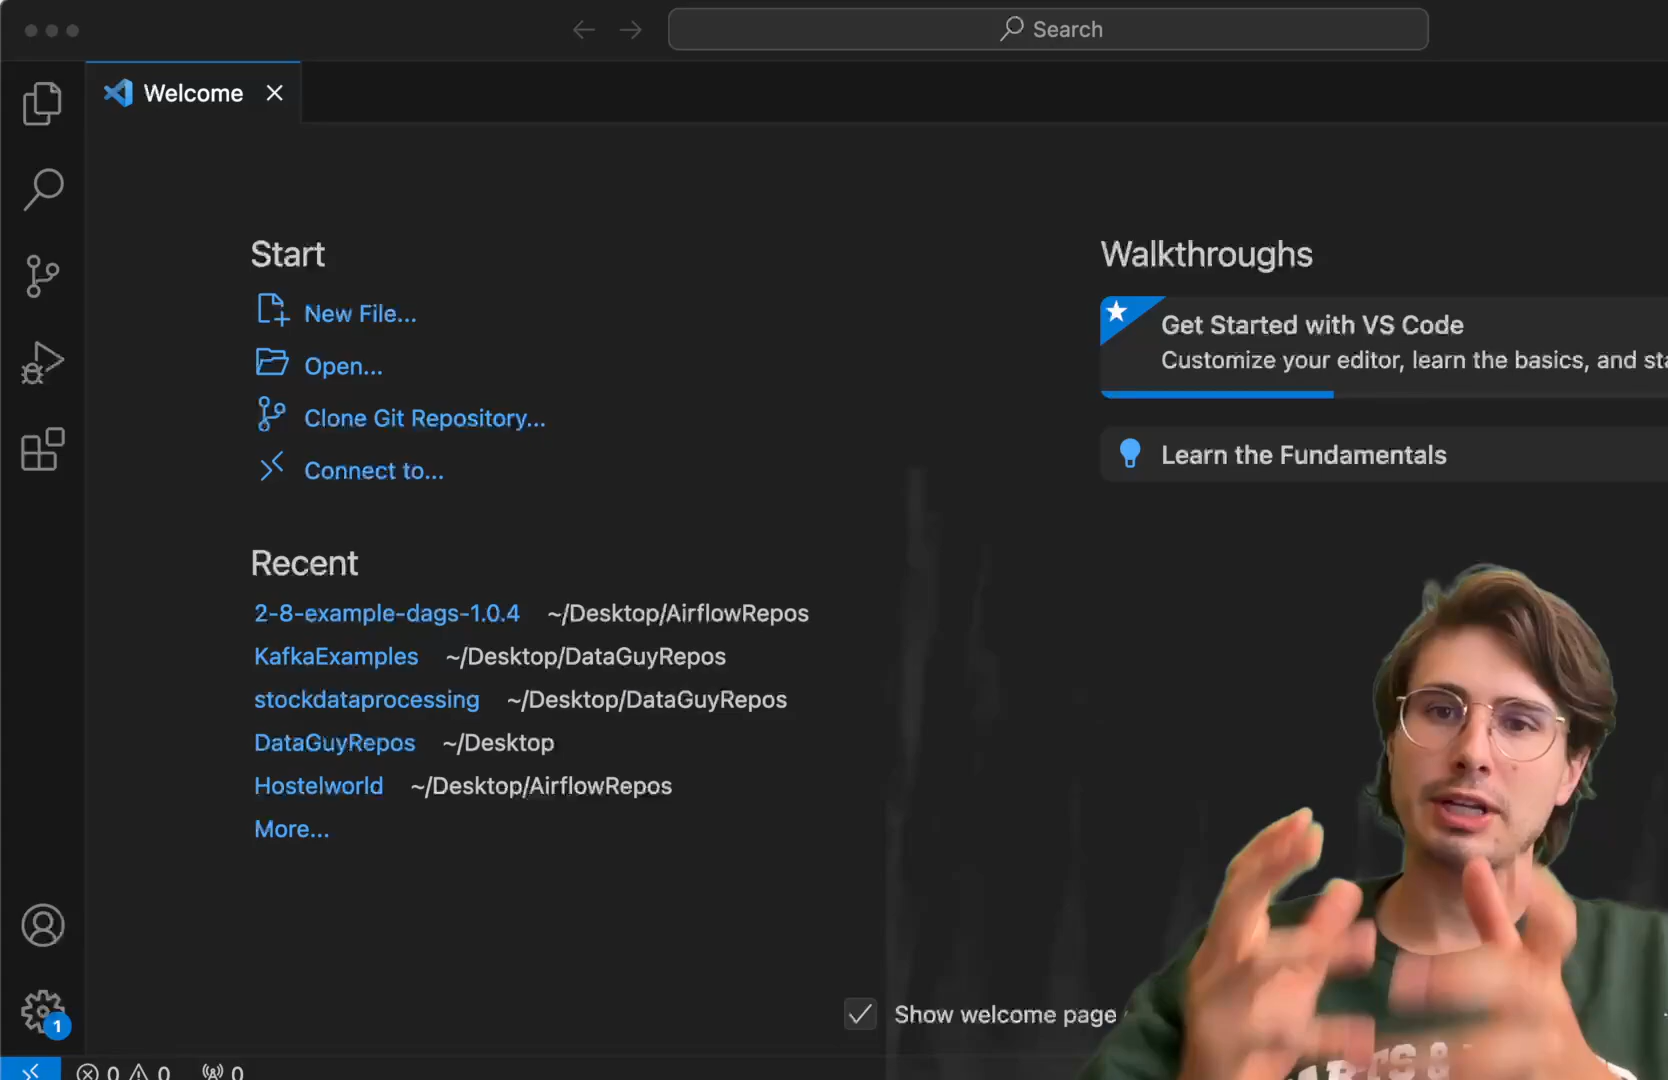 Search
Welcome
Start
New File...
Open...
Clone Git Repository...
Connect to...
Recent
2-8-example-dags-1.0.4 ~/Desktop/AirflowRepos
KafkaExamples ~/Desktop/DataGuyRepos
stockdataprocessing ~/Desktop/DataGuyRepos
DataGuyRepos ~/Desktop
Hostelworld ~/Desktop/AirflowRepos
More...
Walkthroughs
Get Started with VS Code
Customize your editor, learn the basics, and
Learn the Fundamentals
Show welcome page
1
0 0 0